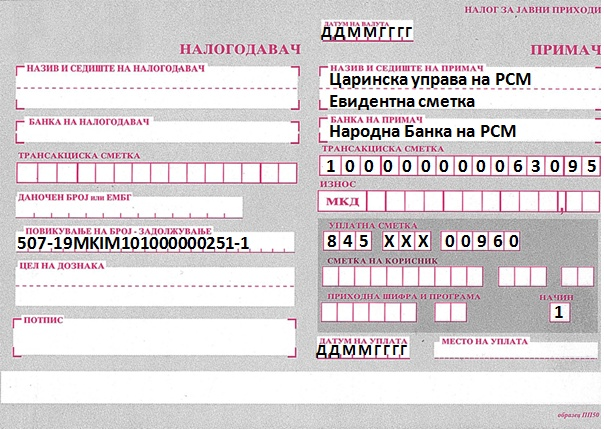 НАЛОГ ЗА ЈАВНИ ПРИХОДИ
ДАТУМ НА ВАЛУТА
ДДММГГГГ
НАЛОГОДАВАЧ
НАЗИВ И СЕДИШТЕ НА НАЛОГОДАВАЧ
БАНКА НА НАЛОГОДАВАЧ
ТРАНСАКЦИСКА СМЕТКА
ДАНОЧЕН БРОЈ или ЕМБГ
ПОВИКУВАЊЕ НА БРОЈ - ЗАДОЛЖУВАЊЕ
507-19MKIM101000000251-1
ЦЕЛ НА ДОЗНАКА
ПОТПИС
ПРИМАЧ
НАЗИВ И СЕДИШТЕ НА ПРИМАЧ
Царинска управа на РСМ
Евидентна сметка
БАНКА НА ПРИМАЧ
Народна Банка на РСМ
ТРАНСАКЦИСКА СМЕТКА
100000000063095
ИЗНОС
МКД ,
УПЛАТНА СМЕТКА
845 XXX 00960
СМЕТКА НА КОРИСНИК
ПРИХОДНА ШИФРА И ПРОГРАМА
НАЧИН
1
ДАТУМ НА УПЛАТА
ДДММГГГГ
МЕСТО НА УПЛАТА
образец ПП50